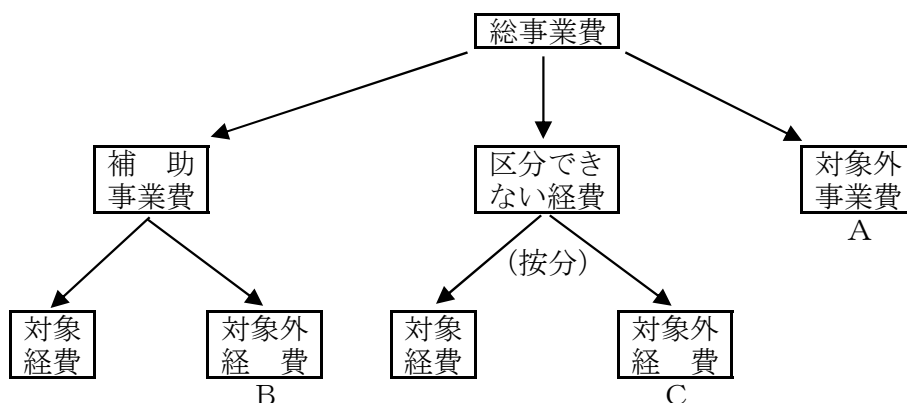 総事業費
補　助
事業費
区分でき
ない経費
対象外
事業費
A
(按分)
対象
経費
対象外
経　費
B
対象
経費
対象外
経　費
C